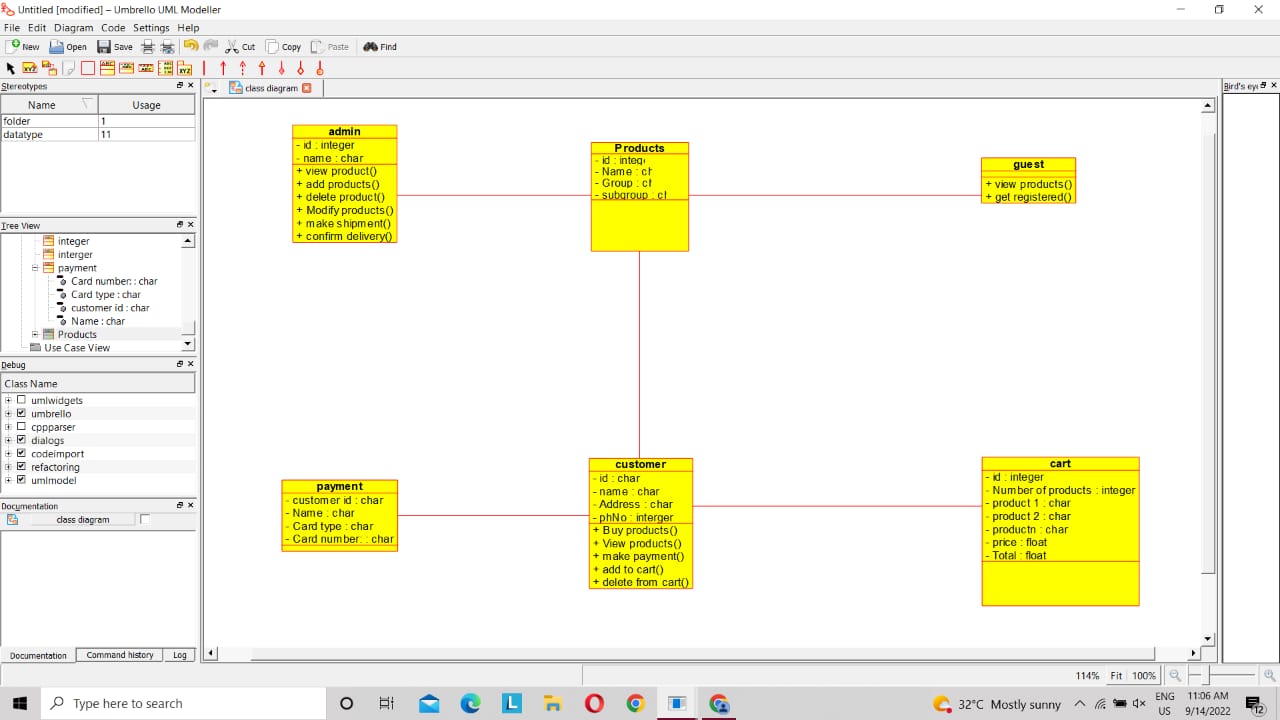 Untitled [modified] – Umbrello UML Modeller
File Edit Diagram Code Settings Help
New Open Save Cut Copy Paste Find
Stereotypes
Name Usage
folder 1
datatype 11
Tree View
integer
interger
payment
Card number: : char
Card type : char
customer id : char
Name : char
Products
Use Case View
Debug
Class Name
umlwidgets
umbrello
cppparser
dialogs
codeimport
refactoring
umlmodel
Documentation
class diagram
Documentation Command history Log
class diagram
Bird's ey
admin
- id : integer
- name : char
+ view product()
+ add products()
+ delete product()
+ Modify products()
+ make shipment()
+ confirm delivery()
Products
- id : integ
- Name : ch
- Group : ch
- subgroup : ch
guest
+ view products()
+ get registered()
payment
- customer id : char
- Name : char
- Card type : char
- Card number: : char
customer
- id : char
- name : char
- Address : char
- phNo : interger
+ Buy products()
+ View products()
+ make payment()
+ add to cart()
+ delete from cart()
cart
- id : integer
- Number of products : integer
- product 1 : char
- product 2 : char
- productn : char
- price : float
- Total : float
114% Fit 100%
Type here to search
32°C Mostly sunny
ENG
US
11:06 AM
9/14/2022
12